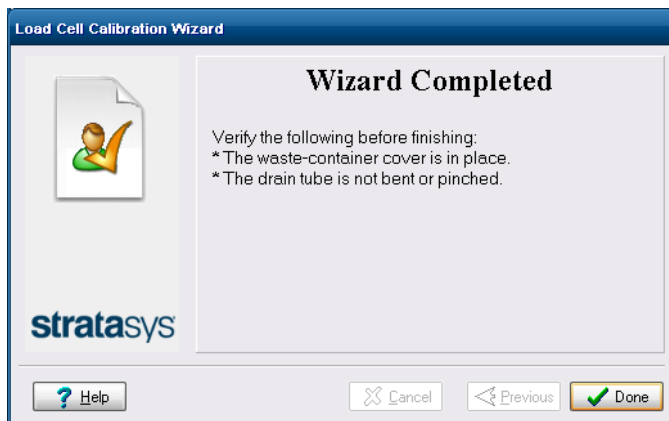 Load Cell Calibration Wizard
Wizard Completed
Verify the following before finishing:
* The waste-container cover is in place.
* The drain tube is not bent or pinched.
stratasys
? Help
Cancel
Previous
Done